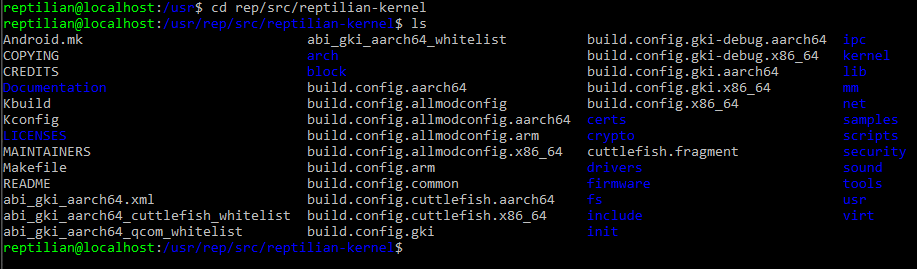 reptilian@localhost:/usr$ cd rep/src/reptilian-kernel
reptilian@localhost:/usr/rep/src/reptilian-kernel$ ls
Android.mk abi_gki_aarch64_whitelist build.config.gki-debug.aarch64 ipc
COPYING arch build.config.gki-debug.x86_64 kernel
CREDITS block build.config.gki.aarch64 lib
Documentation build.config.aarch64 build.config.gki.x86_64 mm
Kbuild build.config.allmodconfig build.config.x86_64 net
Kconfig build.config.allmodconfig.aarch64 certs samples
LICENSES build.config.allmodconfig.arm crypto scripts
MAINTAINERS build.config.allmodconfig.x86_64 cuttlefish.fragment security
Makefile build.config.arm drivers sound
README build.config.common firmware tools
abi_gki_aarch64.xml build.config.cuttlefish.aarch64 fs usr
abi_gki_aarch64_cuttlefish_whitelist build.config.cuttlefish.x86_64 include virt
abi_gki_aarch64_qcom_whitelist build.config.gki init
reptilian@localhost:/usr/rep/src/reptilian-kernel$